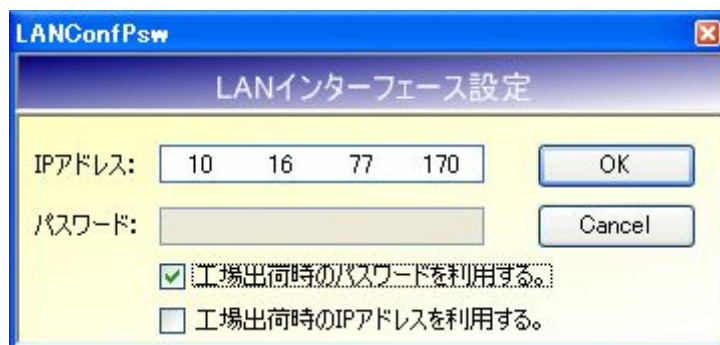 LANConfPsw
LANインターフェース設定
IPアドレス: 10 16 77 170 OK
パスワード: Cancel
工場出荷時のパスワードを利用する。
工場出荷時のIPアドレスを利用する。